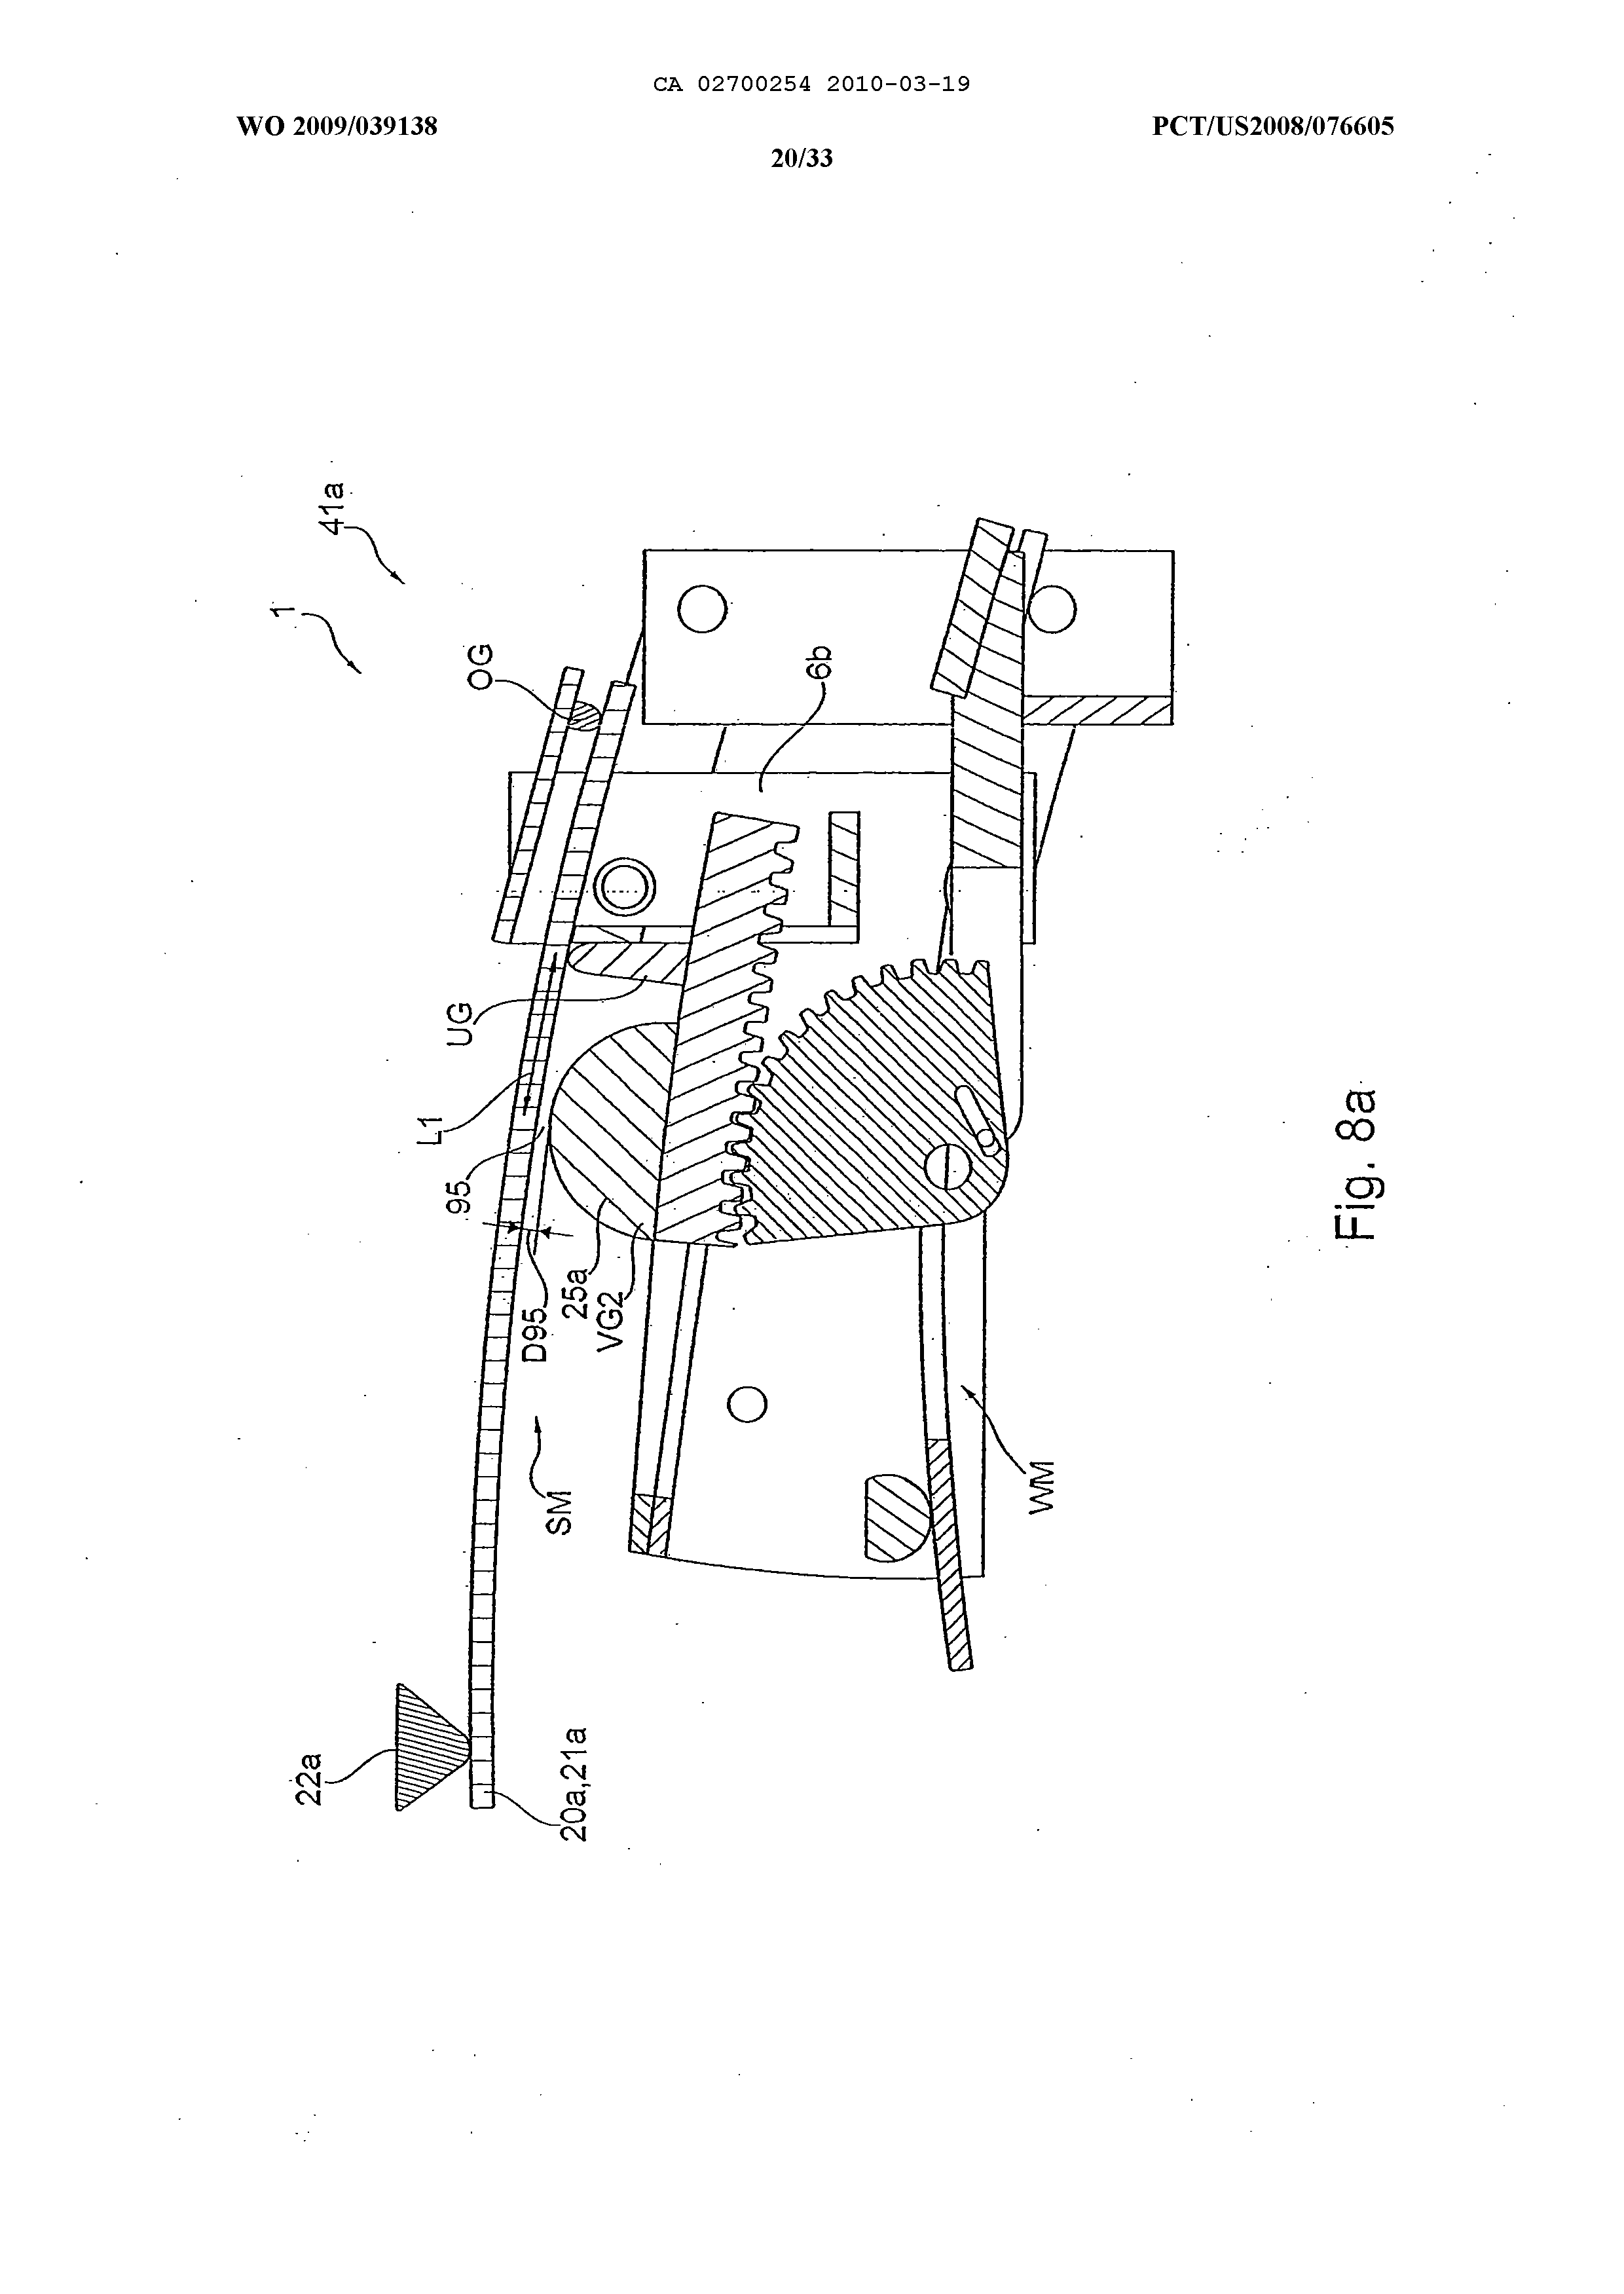 CA 02700254 2010-03-19
WO 2009/039138
PCT/US2008/076605
20/33
41a
1
OG
6b
UG
L1
95
D95
25a
VG2
SM
WM
22a
20a,21a
Fig. 8a